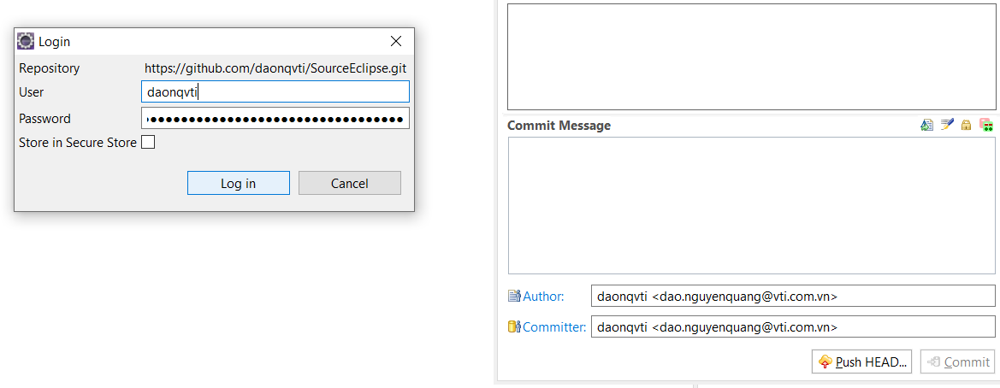 Login
Repository https://github.com/daonqvti/SourceEclipse.git
User daonqvti
Password ●●●●●●●●●●●●●●●●●●●●●●●●●●●●●●●●●●
Store in Secure Store
Log in Cancel
Commit Message
Author: daonqvti <dao.nguyenquang@vti.com.vn>
Committer: daonqvti <dao.nguyenquang@vti.com.vn>
Push HEAD... Commit